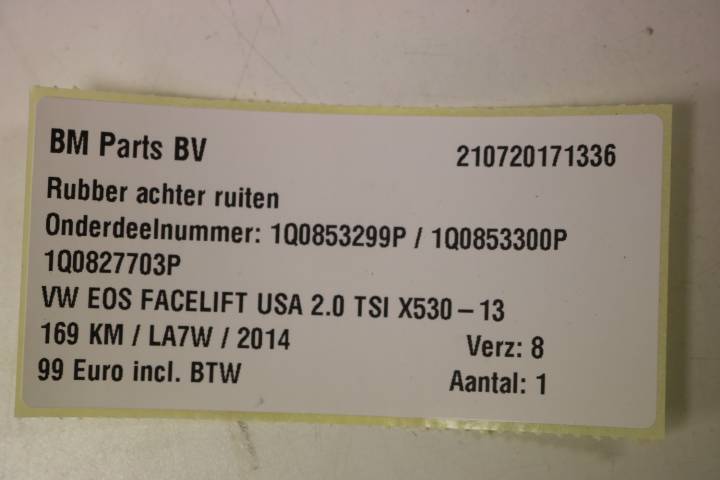 BM Parts BV 210720171336
Rubber achter ruiten
Onderdeelnummer: 1Q0853299P / 1Q0853300P
1Q0827703P
VW EOS FACELIFT USA 2.0 TSI X530 – 13
169 KM / LA7W / 2014 Verz: 8
99 Euro incl. BTW Aantal: 1